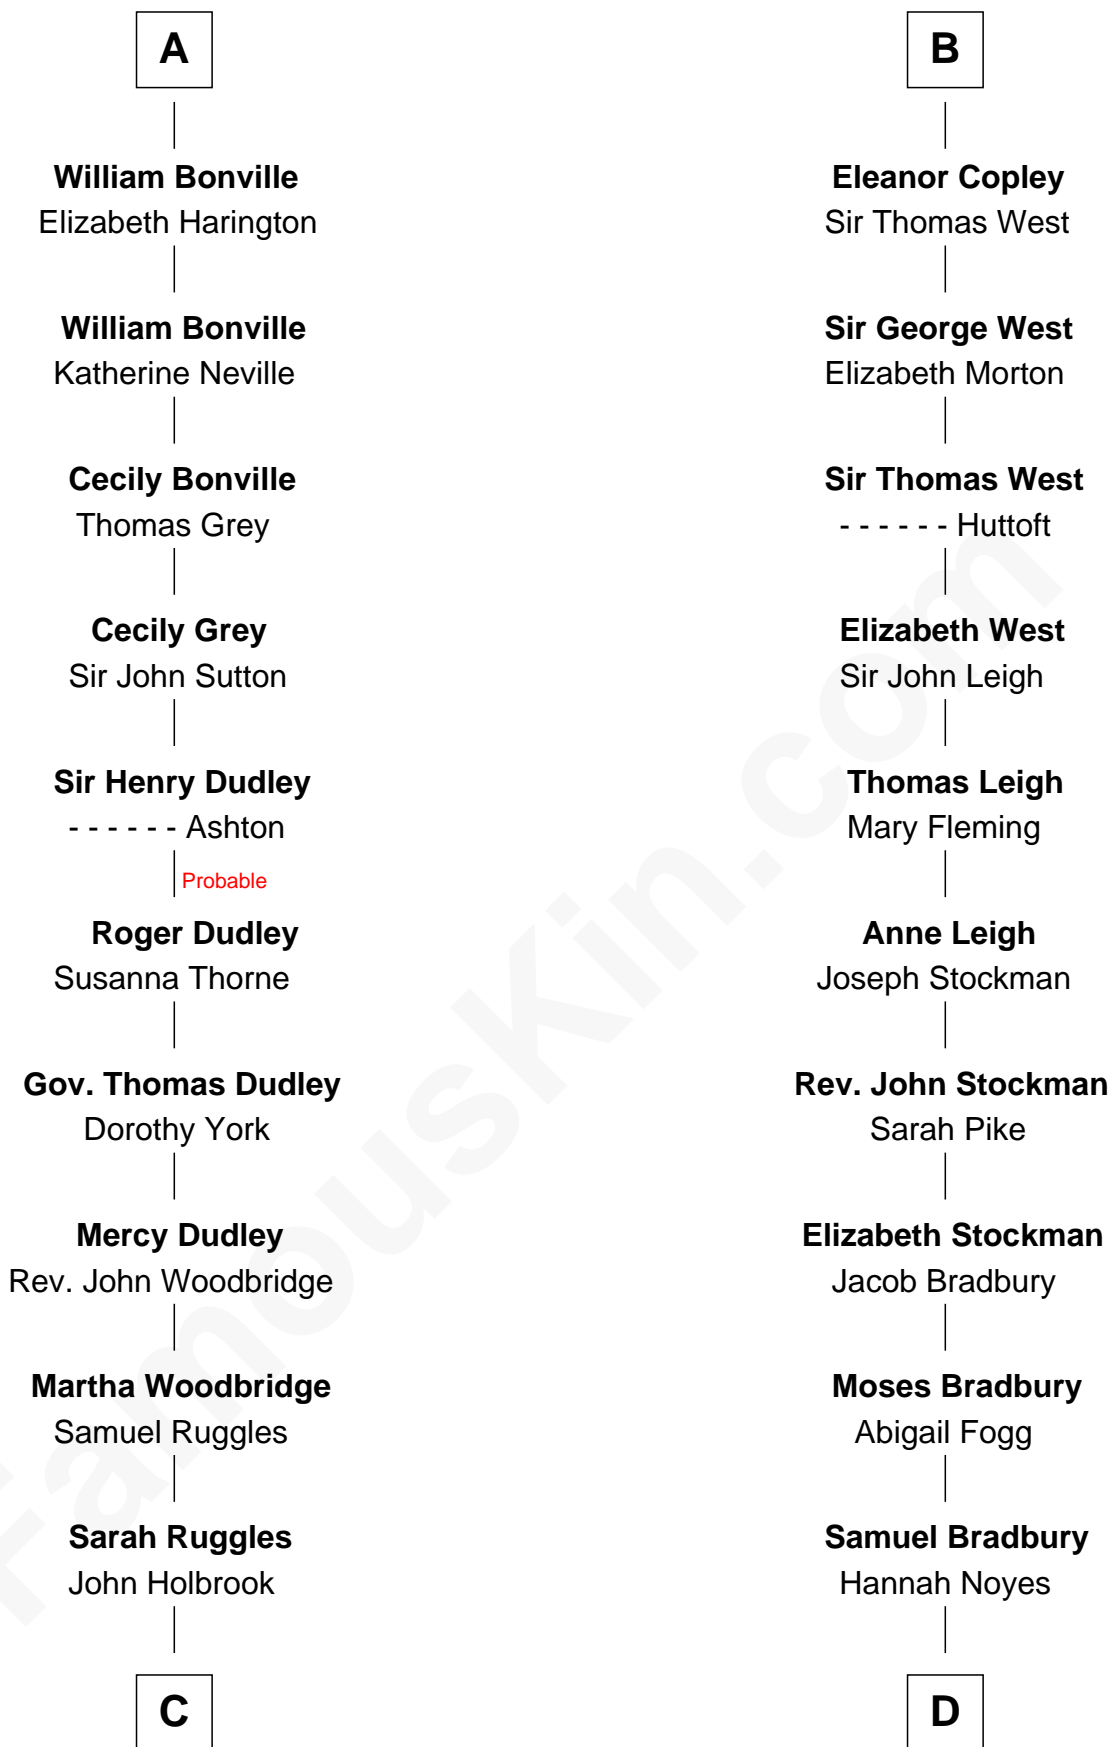 A
William Bonville
Elizabeth Harington
William Bonville
Katherine Neville
Cecily Bonville
Thomas Grey
Cecily Grey
Sir John Sutton
Sir Henry Dudley
- - - - - - Ashton
Probable
Roger Dudley
Susanna Thorne
Gov. Thomas Dudley
Dorothy York
Mercy Dudley
Rev. John Woodbridge
Martha Woodbridge
Samuel Ruggles
Sarah Ruggles
John Holbrook
C
B
Eleanor Copley
Sir Thomas West
Sir George West
Elizabeth Morton
Sir Thomas West
- - - - - - Huttoft
Elizabeth West
Sir John Leigh
Thomas Leigh
Mary Fleming
Anne Leigh
Joseph Stockman
Rev. John Stockman
Sarah Pike
Elizabeth Stockman
Jacob Bradbury
Moses Bradbury
Abigail Fogg
Samuel Bradbury
Hannah Noyes
D
FamousKin.com